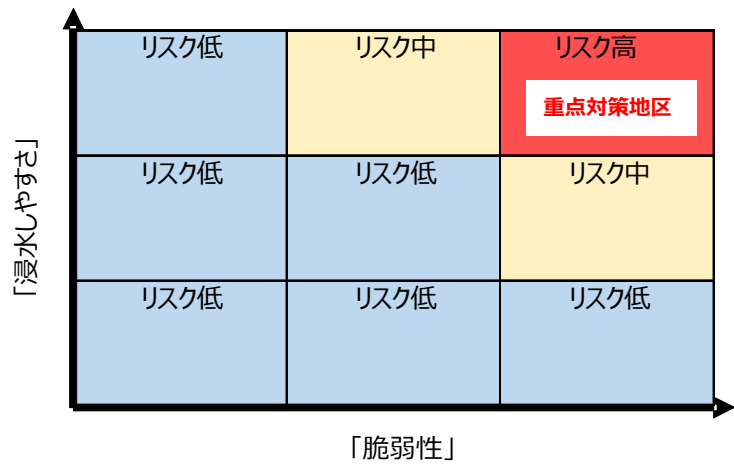 リスク低
リスク中
リスク高
重点対策地区
「浸水しやすさ」
リスク低
リスク低
リスク中
リスク低
リスク低
リスク低
「脆弱性」